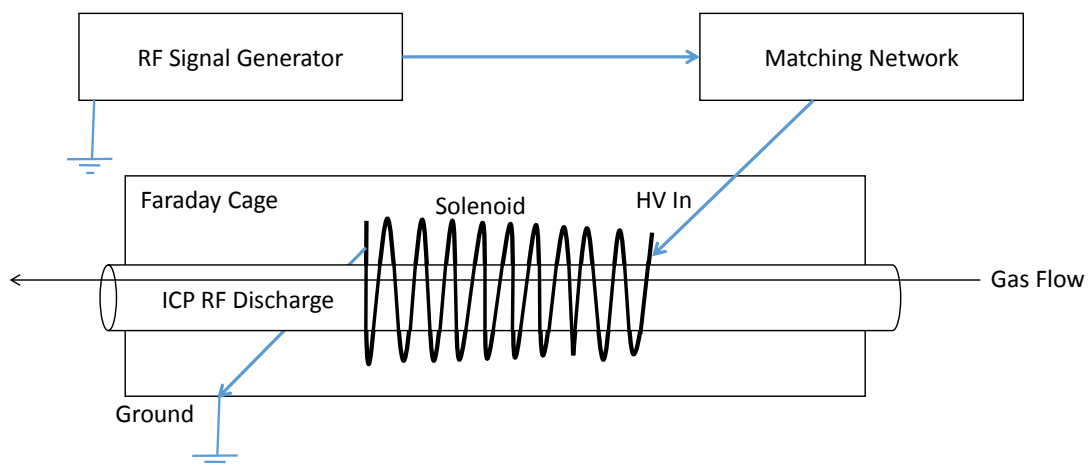 RF Signal Generator
Matching Network
Faraday Cage
Solenoid
HV In
Gas Flow
ICP RF Discharge
Ground